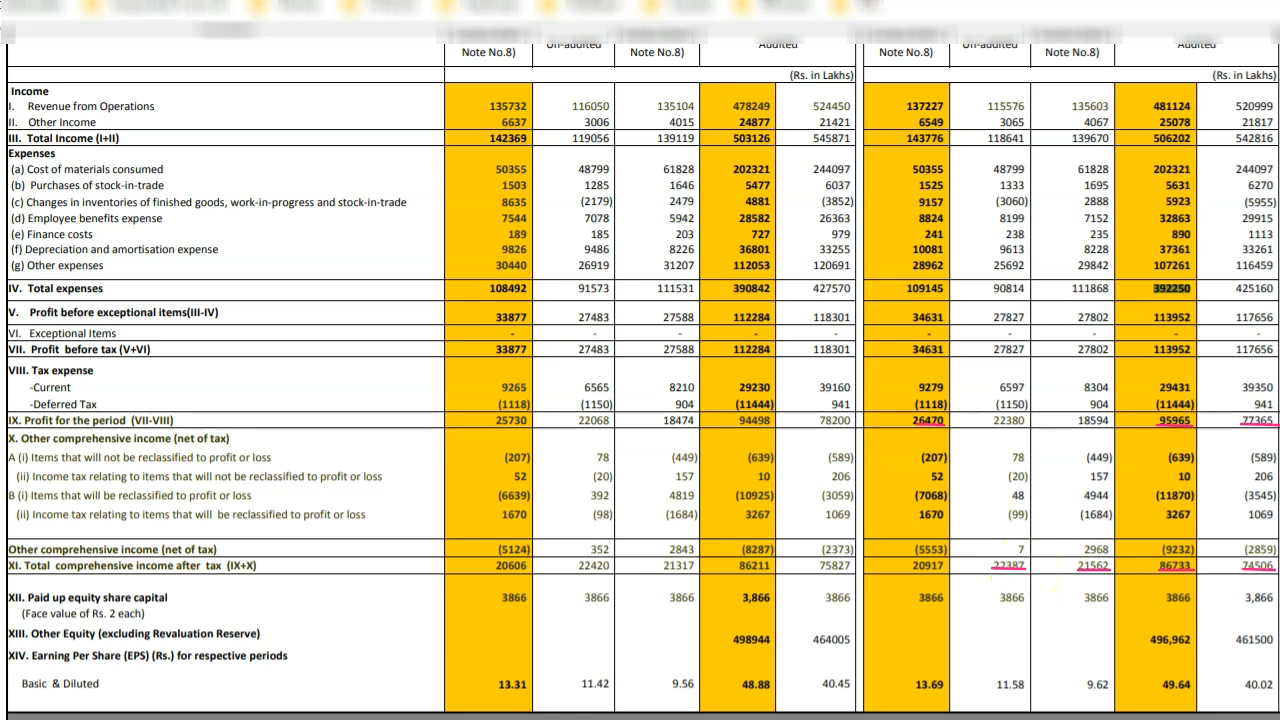 Note No.8) Un-audited Note No.8) Audited Note No.8) Un-audited Note No.8) Audited
(Rs. in Lakhs) (Rs. in Lakhs)
Income
I. Revenue from Operations 135732 116050 135104 478249 524450 137227 115576 135603 481124 520999
II. Other Income 6637 3006 4015 24877 21421 6549 3065 4067 25078 21817
III. Total Income (I+II) 142369 119056 139119 503126 545871 143776 118641 139670 506202 542816
Expenses
(a) Cost of materials consumed 50355 48799 61828 202321 244097 50355 48799 61828 202321 244097
(b) Purchases of stock-in-trade 1503 1285 1646 5477 6037 1525 1333 1695 5631 6270
(c) Changes in inventories of finished goods, work-in-progress and stock-in-trade 8635 (2179) 2479 4881 (3852) 9157 (3060) 2888 5923 (5955)
(d) Employee benefits expense 7544 7078 5942 28582 26363 8824 8199 7152 32863 29915
(e) Finance costs 189 185 203 727 979 241 238 235 890 1113
(f) Depreciation and amortisation expense 9826 9486 8226 36801 33255 10081 9613 8228 37361 33261
(g) Other expenses 30440 26919 31207 112053 120691 28962 25692 29842 107261 116459
IV. Total expenses 108492 91573 111531 390842 427570 109145 90814 111868 392250 425160
V. Profit before exceptional items(III-IV) 33877 27483 27588 112284 118301 34631 27827 27802 113952 117656
VI. Exceptional Items - - - - - - - - - -
VII. Profit before tax (V+VI) 33877 27483 27588 112284 118301 34631 27827 27802 113952 117656
VIII. Tax expense
-Current 9265 6565 8210 29230 39160 9279 6597 8304 29431 39350
-Deferred Tax (1118) (1150) 904 (11444) 941 (1118) (1150) 904 (11444) 941
IX. Profit for the period (VII-VIII) 25730 22068 18474 94498 78200 26470 22380 18594 95965 77365
X. Other comprehensive income (net of tax)
A (i) Items that will not be reclassified to profit or loss (207) 78 (449) (639) (589) (207) 78 (449) (639) (589)
(ii) Income tax relating to items that will not be reclassified to profit or loss 52 (20) 157 10 206 52 (20) 157 10 206
B (i) Items that will be reclassified to profit or loss (6639) 392 4819 (10925) (3059) (7068) 48 4944 (11870) (3545)
(ii) Income tax relating to items that will be reclassified to profit or loss 1670 (98) (1684) 3267 1069 1670 (99) (1684) 3267 1069
Other comprehensive income (net of tax) (5124) 352 2843 (8287) (2373) (5553) 7 2968 (9232) (2859)
XI. Total comprehensive income after tax (IX+X) 20606 22420 21317 86211 75827 20917 22387 21562 86733 74506
XII. Paid up equity share capital 3866 3866 3866 3,866 3866 3866 3866 3866 3866 3,866
(Face value of Rs. 2 each)
XIII. Other Equity (excluding Revaluation Reserve) 498944 464005 496,962 461500
XIV. Earning Per Share (EPS) (Rs.) for respective periods
Basic & Diluted 13.31 11.42 9.56 48.88 40.45 13.69 11.58 9.62 49.64 40.02